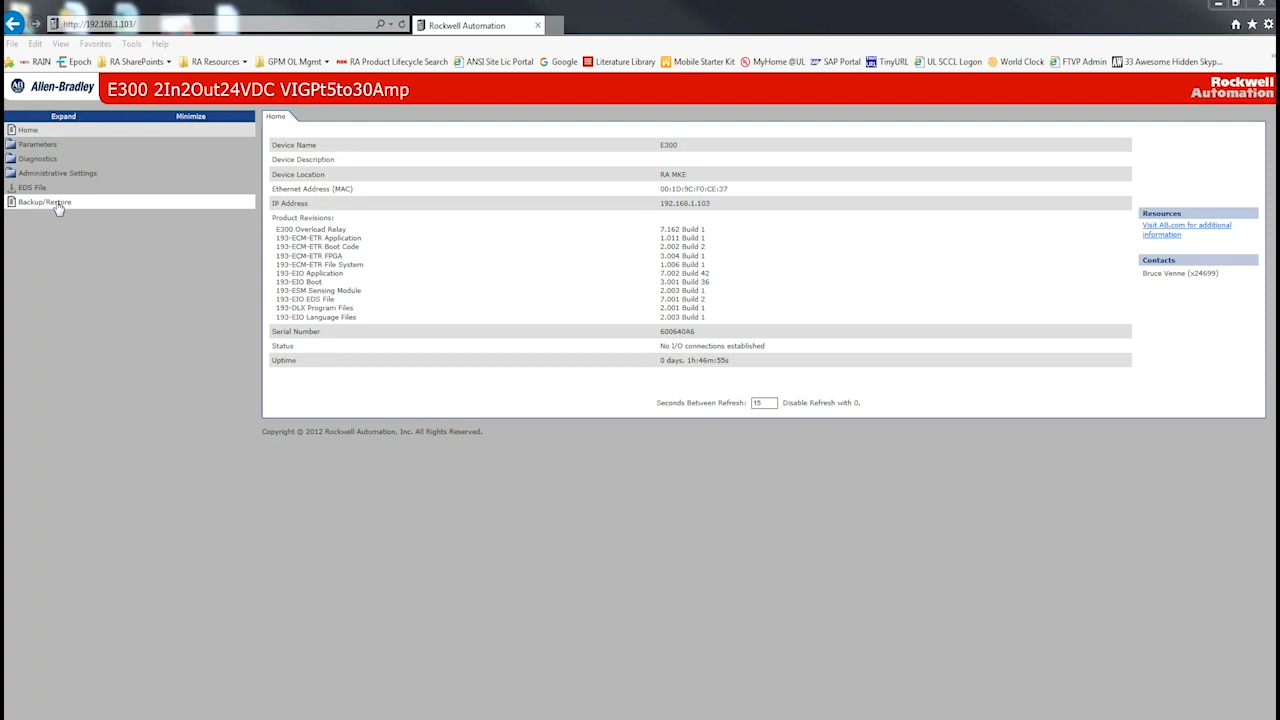 http://192.168.1.103/
Rockwell Automation
File Edit View Favorites Tools Help
RAIN Epoch RA SharePoints RA Resources GPM OL Mgmt RA Product Lifecycle Search ANSI Site Lic Portal Google Literature Library Mobile Starter Kit MyHome @UL SAP Portal TinyURL UL SCCL Logon World Clock FTVP Admin 33 Awesome Hidden Skyp...
AB Allen-Bradley E300 2In2Out24VDC VIGPt5to30Amp Rockwell
Automation
Expand Minimize
Home
Parameters
Diagnostics
Administrative Settings
EDS File
Backup/Restore
Home
Device Name E300
Device Description
Device Location RA MKE
Ethernet Address (MAC) 00:1D:9C:F0:CE:37
IP Address 192.168.1.103
Product Revisions:
E300 Overload Relay 7.162 Build 1
193-ECM-ETR Application 1.011 Build 1
193-ECM-ETR Boot Code 2.002 Build 2
193-ECM-ETR FPGA 3.004 Build 1
193-ECM-ETR File System 1.006 Build 1
193-EIO Application 7.002 Build 42
193-EIO Boot 3.001 Build 36
193-ESM Sensing Module 2.003 Build 1
193-EIO EDS File 7.001 Build 2
193-DLX Program Files 2.001 Build 1
193-EIO Language Files 2.003 Build 1
Serial Number 600640A6
Status No I/O connections established
Uptime 0 days, 1h:46m:55s
Seconds Between Refresh: 15 Disable Refresh with 0.
Resources
Visit AB.com for additional
information
Contacts
Bruce Venne (x24699)
Copyright © 2012 Rockwell Automation, Inc. All Rights Reserved.